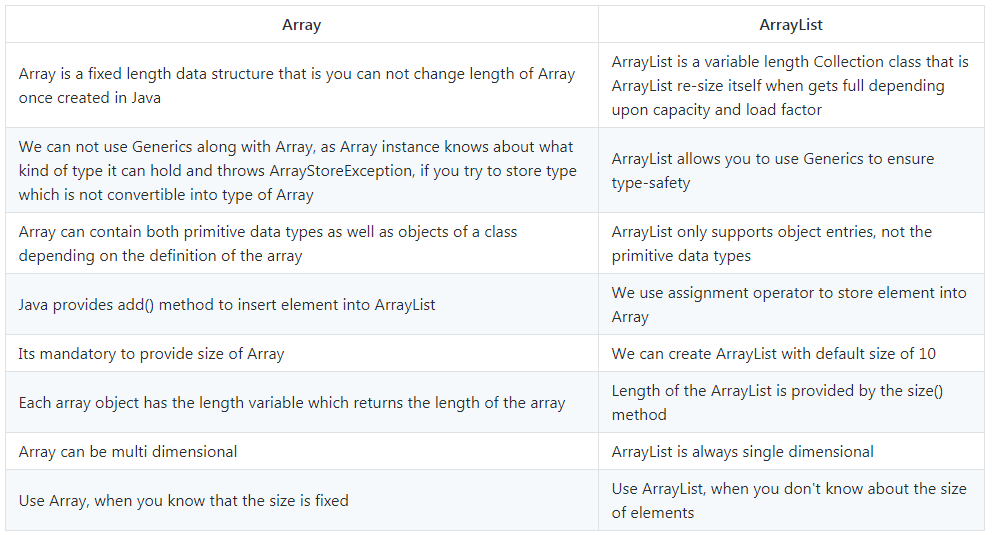 Array
ArrayList
Array is a fixed length data structure that is you can not change length of Array
once created in Java
ArrayList is a variable length Collection class that is
ArrayList re-size itself when gets full depending
upon capacity and load factor
We can not use Generics along with Array, as Array instance knows about what
kind of type it can hold and throws ArrayStoreException, if you try to store type
which is not convertible into type of Array
ArrayList allows you to use Generics to ensure
type-safety
Array can contain both primitive data types as well as objects of a class
depending on the definition of the array
ArrayList only supports object entries, not the
primitive data types
Java provides add() method to insert element into ArrayList
We use assignment operator to store element into
Array
Its mandatory to provide size of Array
We can create ArrayList with default size of 10
Each array object has the length variable which returns the length of the array
Length of the ArrayList is provided by the size()
method
Array can be multi dimensional
ArrayList is always single dimensional
Use Array, when you know that the size is fixed
Use ArrayList, when you don't know about the size
of elements